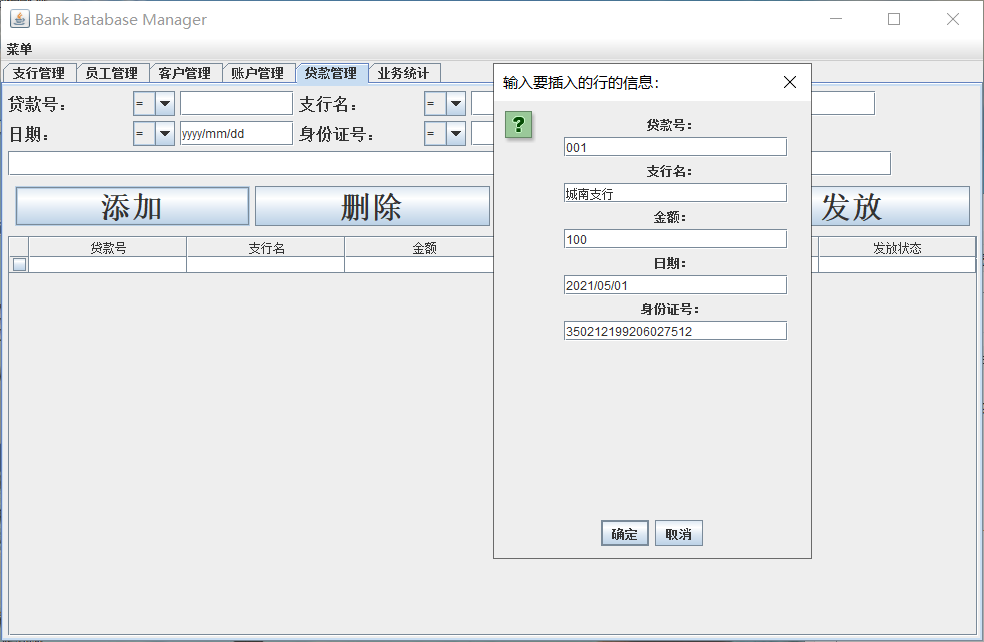 Bank Batabase Manager
菜单
支行管理 员工管理 客户管理 账户管理 贷款管理 业务统计
贷款号： = 支行名： =
日期： = yyyy/mm/dd 身份证号： =
添加 删除 发放
贷款号 支行名 金额 发放状态
输入要插入的行的信息：
?
贷款号：
001
支行名：
城南支行
金额：
100
日期：
2021/05/01
身份证号：
350212199206027512
确定 取消